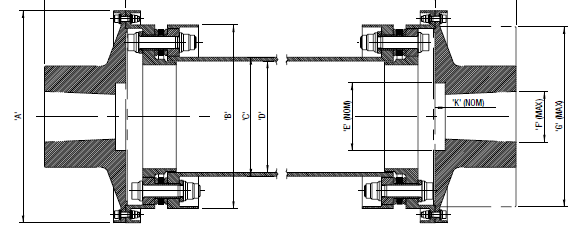 'A'
'B'
'C'
'D'
'E' (NOM)
'K' (NOM)
'F' (MAX)
'G' (MAX)